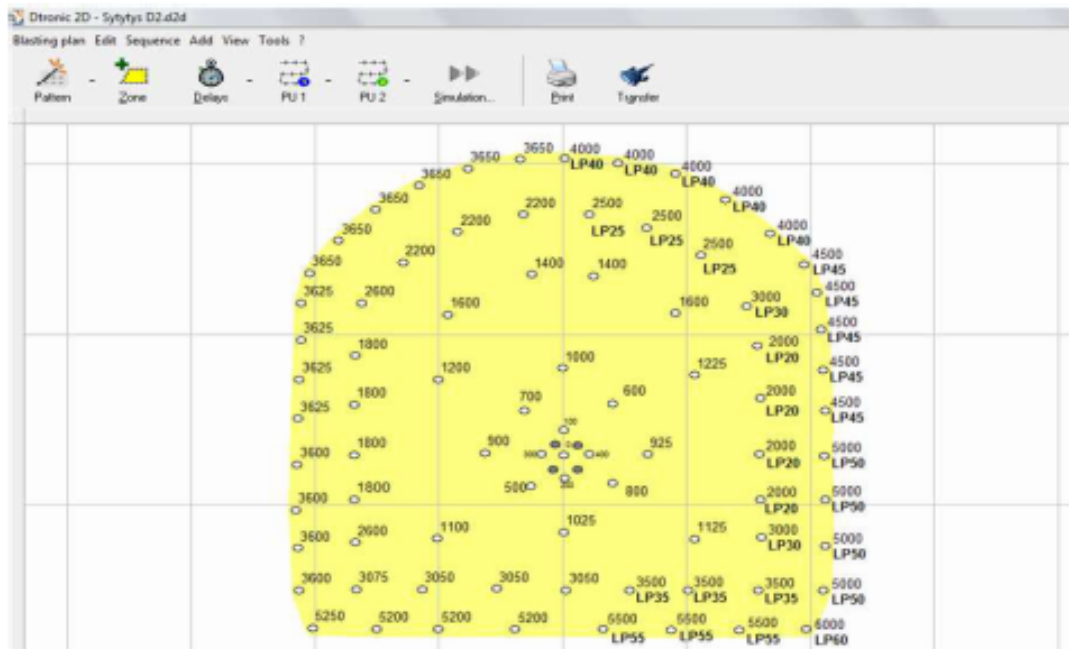 Dtronic 2D - Sytytys D2.d2d
Blasting plan Edit Sequence Add View Tools ?
Pattern Zone Delays PU 1 PU 2 Simulation... Print Transfer
3650 3650 4000 4000
LP40 LP40
3650 4000
LP40
3650 4000
LP40
2200 2500
LP25
3650 2200 2500 4000
LP25 LP40
3650 2200 2500 4500
LP25 LP45
1400 1400
3625 2600 3000 4500
LP30 LP45
1600 1600
3625 4500
LP45
1800 2000
LP20
3625 1200 1000 1225 4500
LP45
1800 2000
LP20
3625 700 600 4500
LP45
100
3600 1800 900 300 400 925 2000 5000
LP20 LP50
500 800
3600 1800 2000 5000
LP20 LP50
1025
3600 2600 1100 1125 3000 5000
LP30 LP50
3600 3075 3050 3050 3050 3500 3500 3500 5000
LP35 LP35 LP35 LP50
5250 5200 5200 5200 5500 5500 5500 6000
LP55 LP55 LP55 LP60